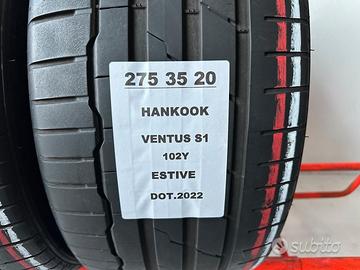 275 35 20
HANKOOK
VENTUS S1
102Y
ESTIVE
DOT.2022
subito